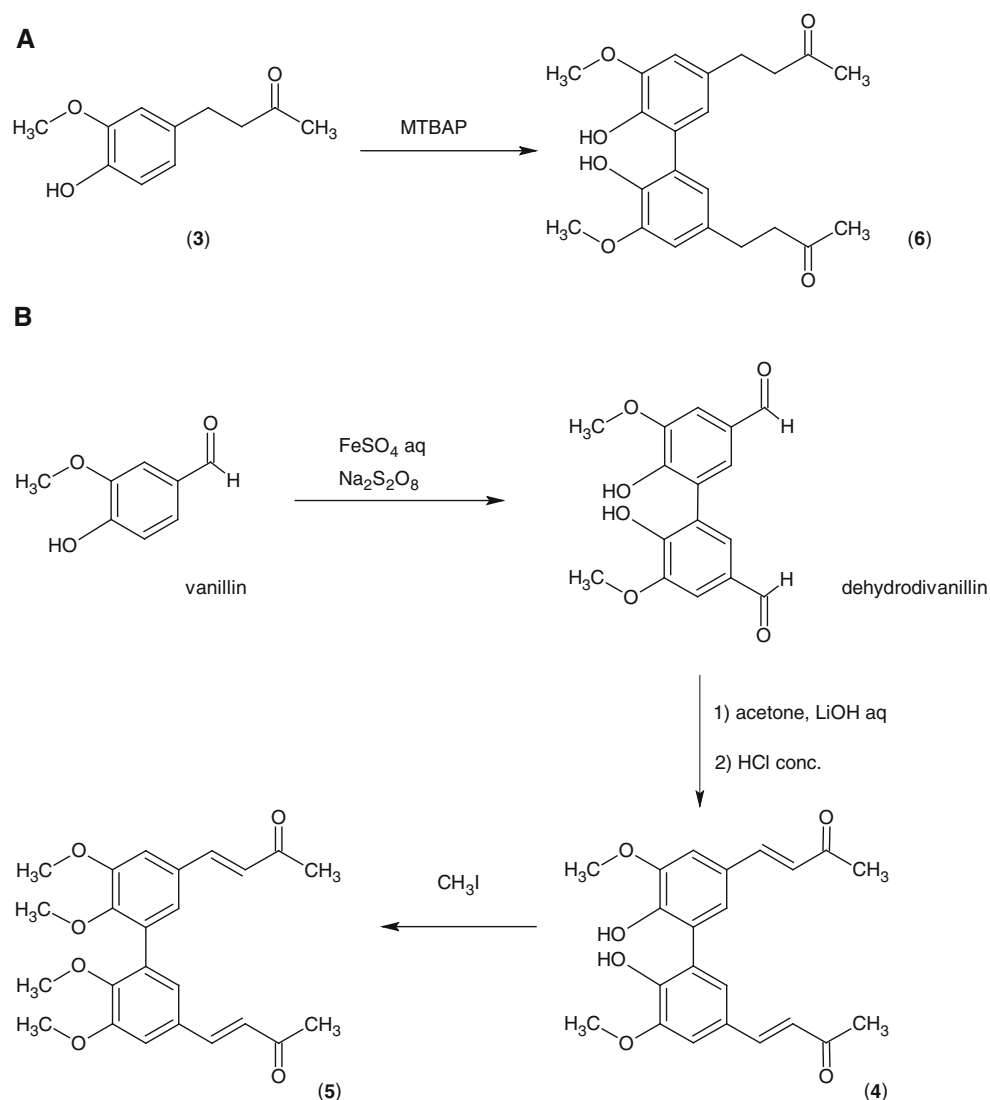 A
O
O
H₃C
CH₃
HO
(3)
MTBAP
O
O
H₃C
CH₃
HO
HO
H₃C
O
CH₃
O
(6)
B
O
O
H₃C
H
HO
vanillin
FeSO₄ aq
Na₂S₂O₈
O
O
H₃C
H
HO
HO
H₃C
O
H
O
dehydrodivanillin
1) acetone, LiOH aq
2) HCl conc.
O
O
H₃C
CH₃
H₃C
O
O
H₃C
H₃C
O
CH₃
O
(5)
CH₃I
O
O
H₃C
CH₃
HO
HO
H₃C
O
CH₃
O
(4)